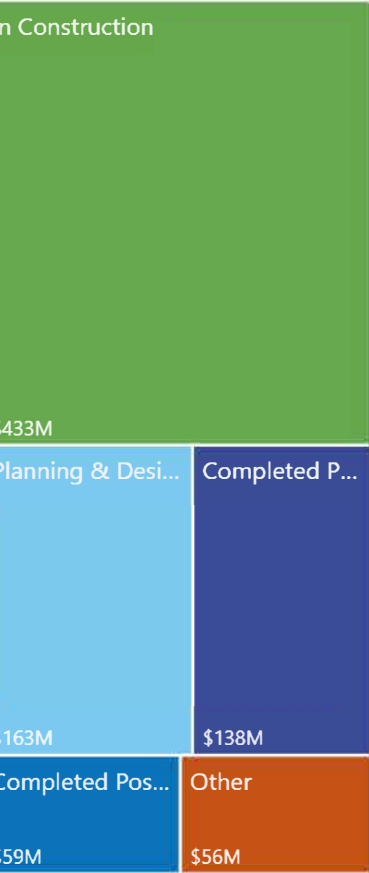 n Construction
$433M
Planning & Desi...
Completed P...
$163M
$138M
Completed Pos...
Other
$59M
$56M